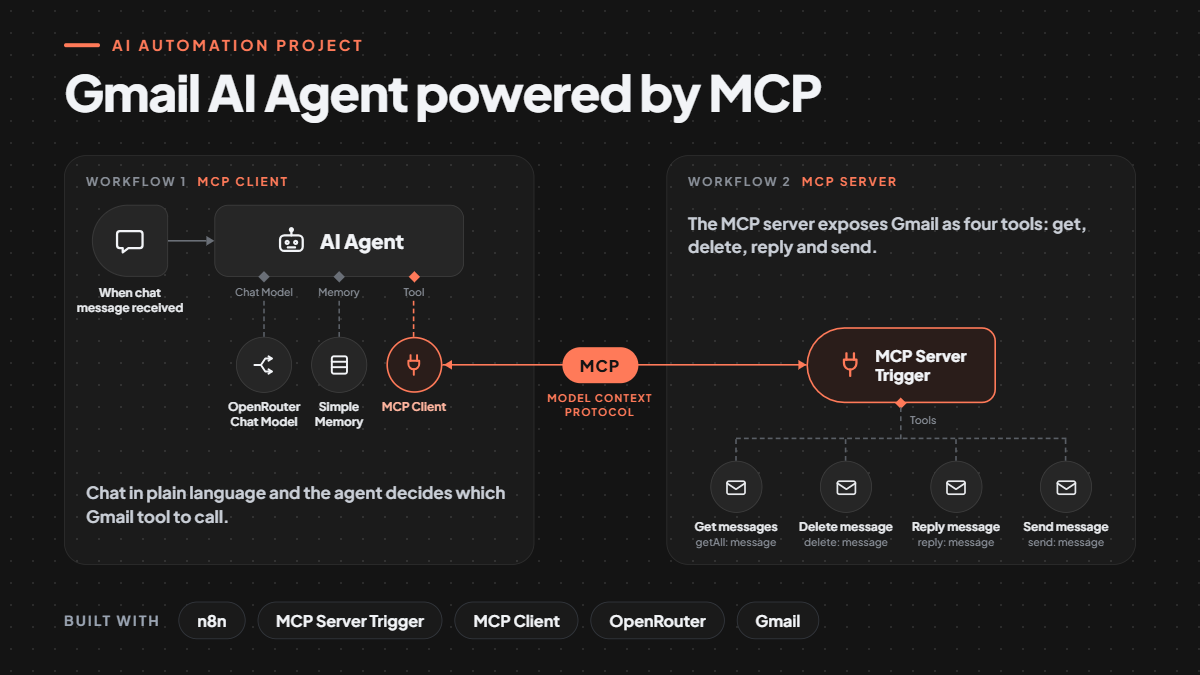 AI AUTOMATION PROJECT
Gmail AI Agent powered by MCP
WORKFLOW 1 MCP CLIENT
AI Agent
When chat
message received
Chat Model
Memory
Tool
OpenRouter
Chat Model
Simple
Memory
MCP Client
Chat in plain language and the agent decides which
Gmail tool to call.
MCP
MODEL CONTEXT
PROTOCOL
WORKFLOW 2 MCP SERVER
The MCP server exposes Gmail as four tools: get,
delete, reply and send.
MCP Server
Trigger
Tools
Get messages
getAll: message
Delete message
delete: message
Reply message
reply: message
Send message
send: message
BUILT WITH
n8n
MCP Server Trigger
MCP Client
OpenRouter
Gmail